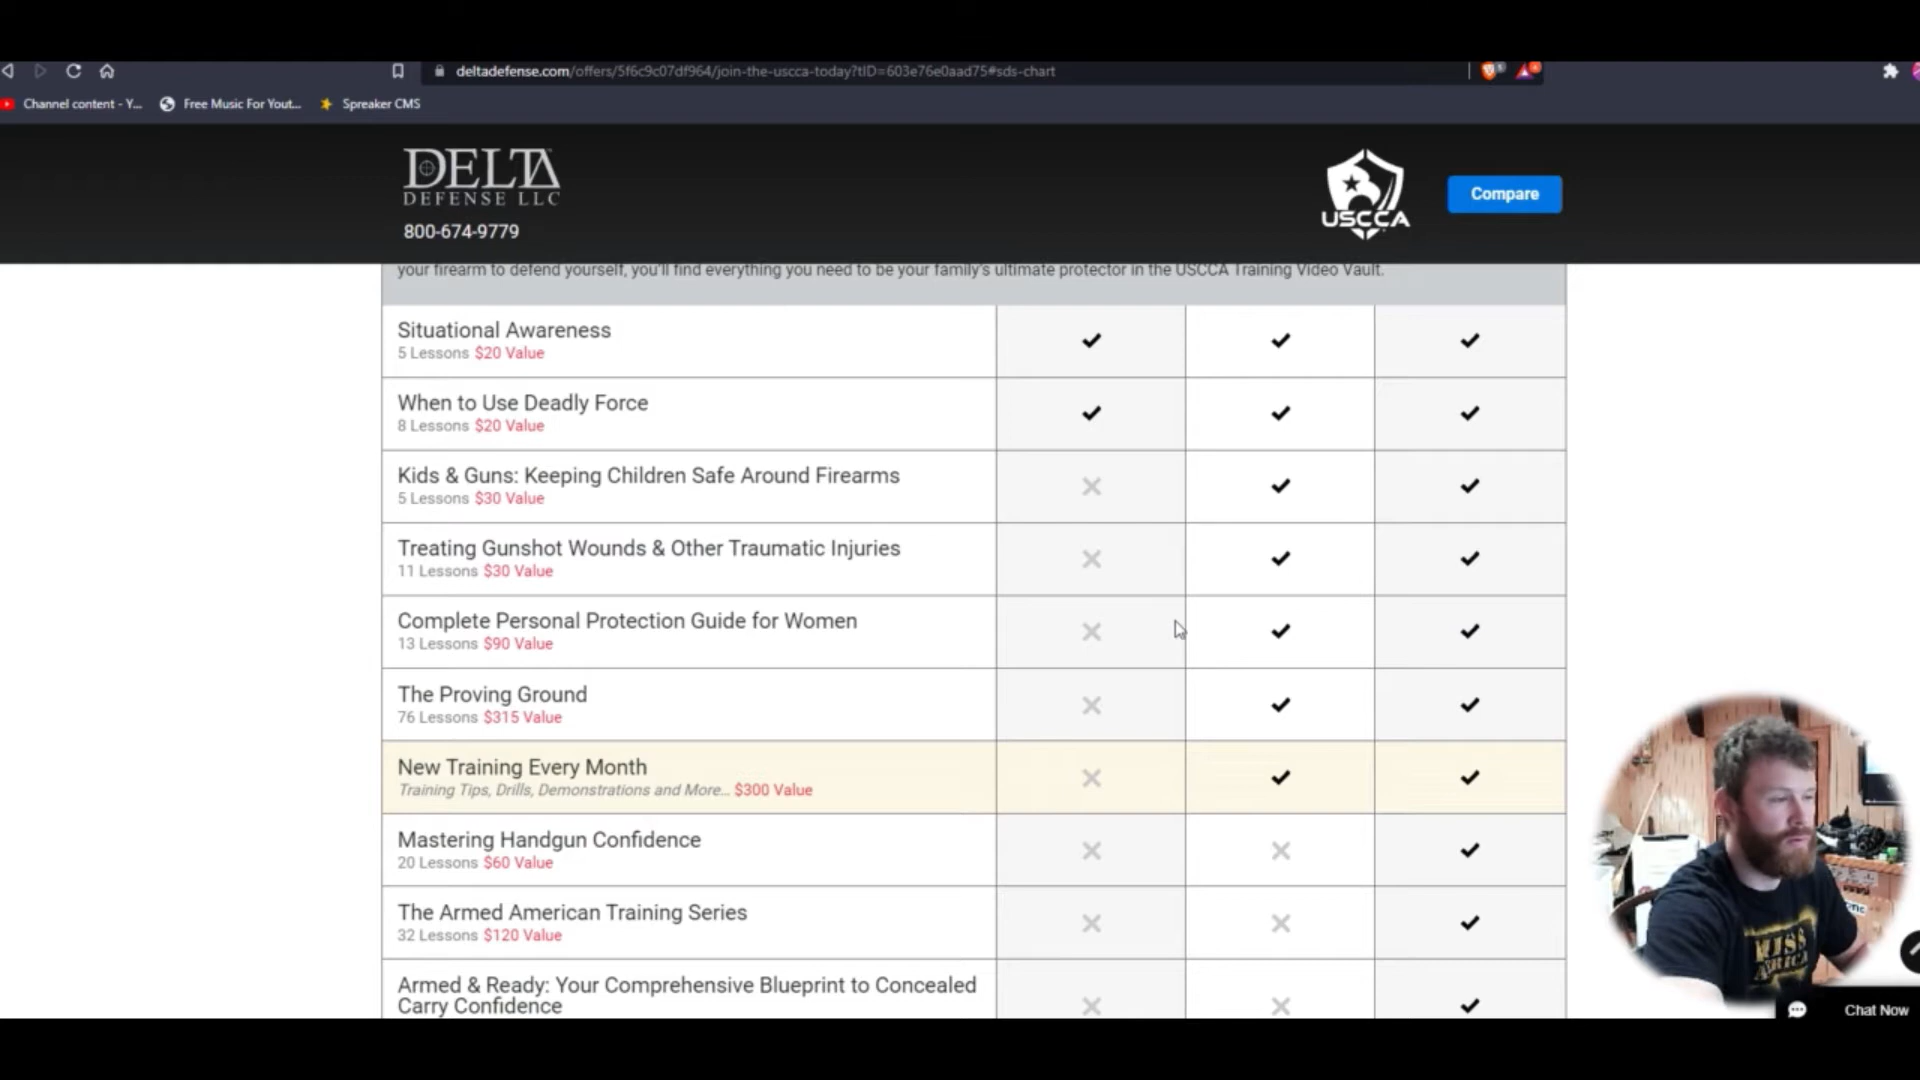 deltadefense.com/offers/5f6c9c07df964/join-the-uscca-today?tID=603e76e0aad75#sds-chart
Channel content - Y...
Free Music For Yout...
Spreaker CMS
DELTA
DEFENSE LLC
800-674-9779
USCCA
Compare
your firearm to defend yourself, you'll find everything you need to be your family's ultimate protector in the USCCA Training Video Vault.
Situational Awareness
5 Lessons $20 Value
When to Use Deadly Force
8 Lessons $20 Value
Kids & Guns: Keeping Children Safe Around Firearms
5 Lessons $30 Value
Treating Gunshot Wounds & Other Traumatic Injuries
11 Lessons $30 Value
Complete Personal Protection Guide for Women
13 Lessons $90 Value
The Proving Ground
76 Lessons $315 Value
New Training Every Month
Training Tips, Drills, Demonstrations and More... $300 Value
Mastering Handgun Confidence
20 Lessons $60 Value
The Armed American Training Series
32 Lessons $120 Value
Armed & Ready: Your Comprehensive Blueprint to Concealed
Carry Confidence
Chat Now